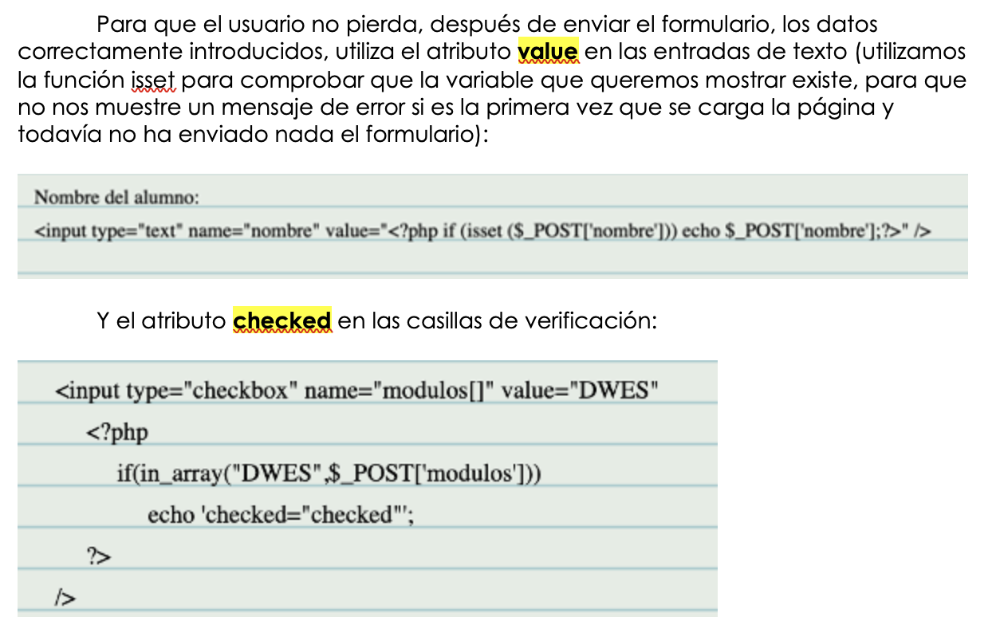 Para que el usuario no pierda, después de enviar el formulario, los datos
correctamente introducidos, utiliza el atributo value en las entradas de texto (utilizamos
la función isset para comprobar que la variable que queremos mostrar existe, para que
no nos muestre un mensaje de error si es la primera vez que se carga la página y
todavía no ha enviado nada el formulario):
Nombre del alumno:
<input type="text" name="nombre" value="<?php if (isset ($_POST['nombre'])) echo $_POST['nombre'];?>" />
Y el atributo checked en las casillas de verificación:
<input type="checkbox" name="modulos[]" value="DWES"
<?php
if(in_array("DWES",$_POST['modulos']))
echo 'checked="checked"';
?>
/>